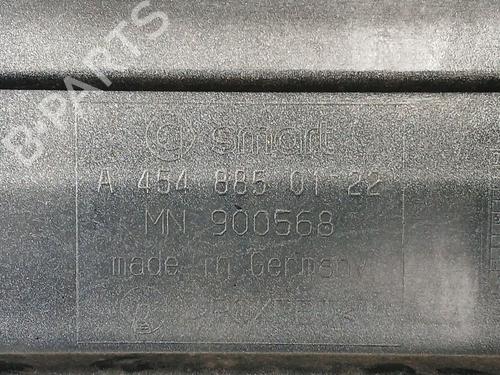 B-PARTS
smart
A 454 885 01 22
MN 900568
made in Germany